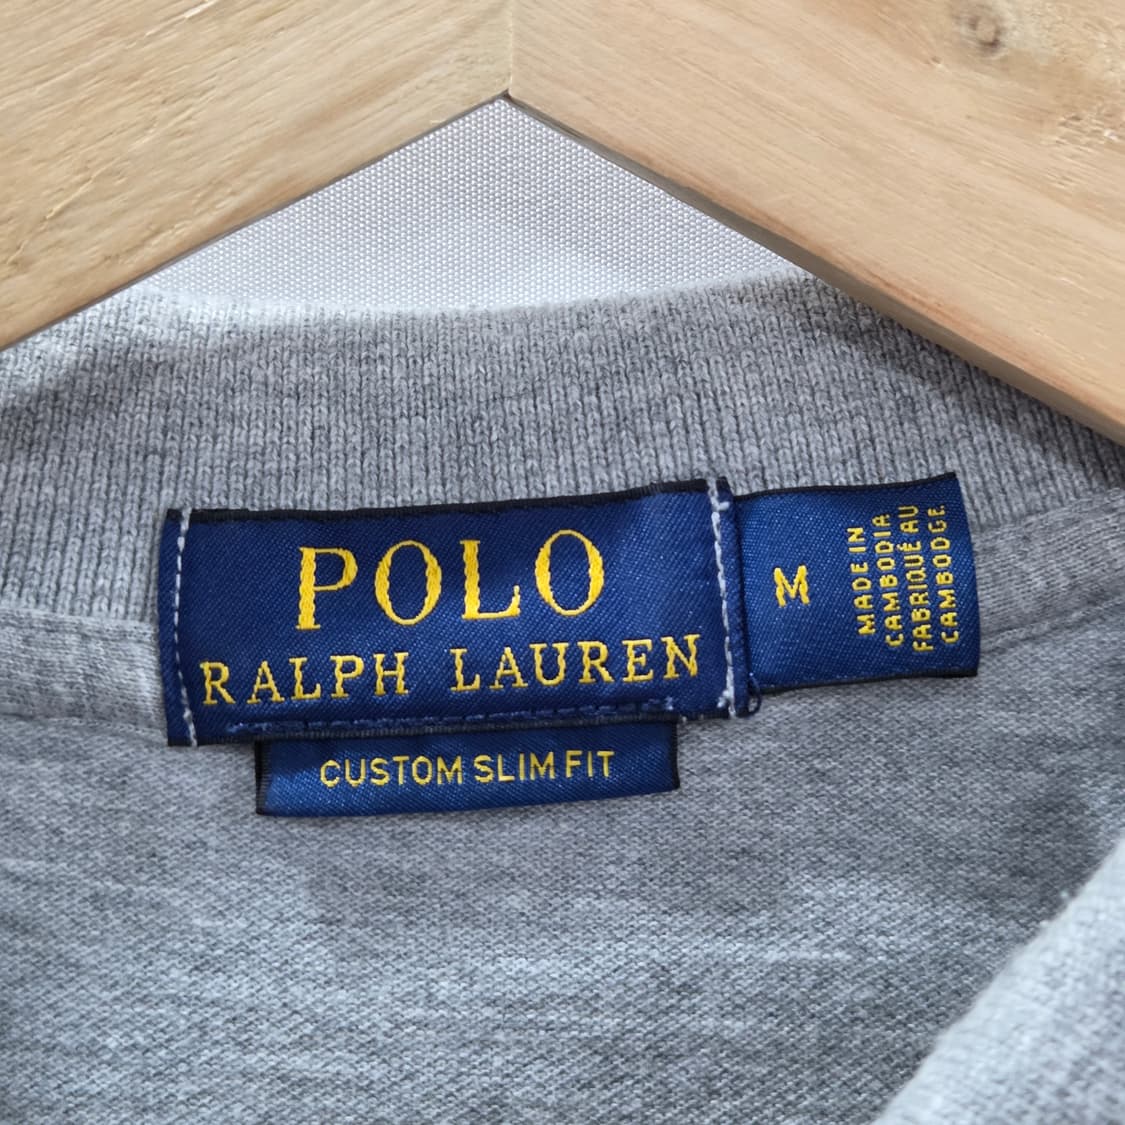 POLO
RALPH LAUREN
CUSTOM SLIM FIT
M
MADE IN
CAMBODIA
FABRIQUÉ AU
CAMBODGE